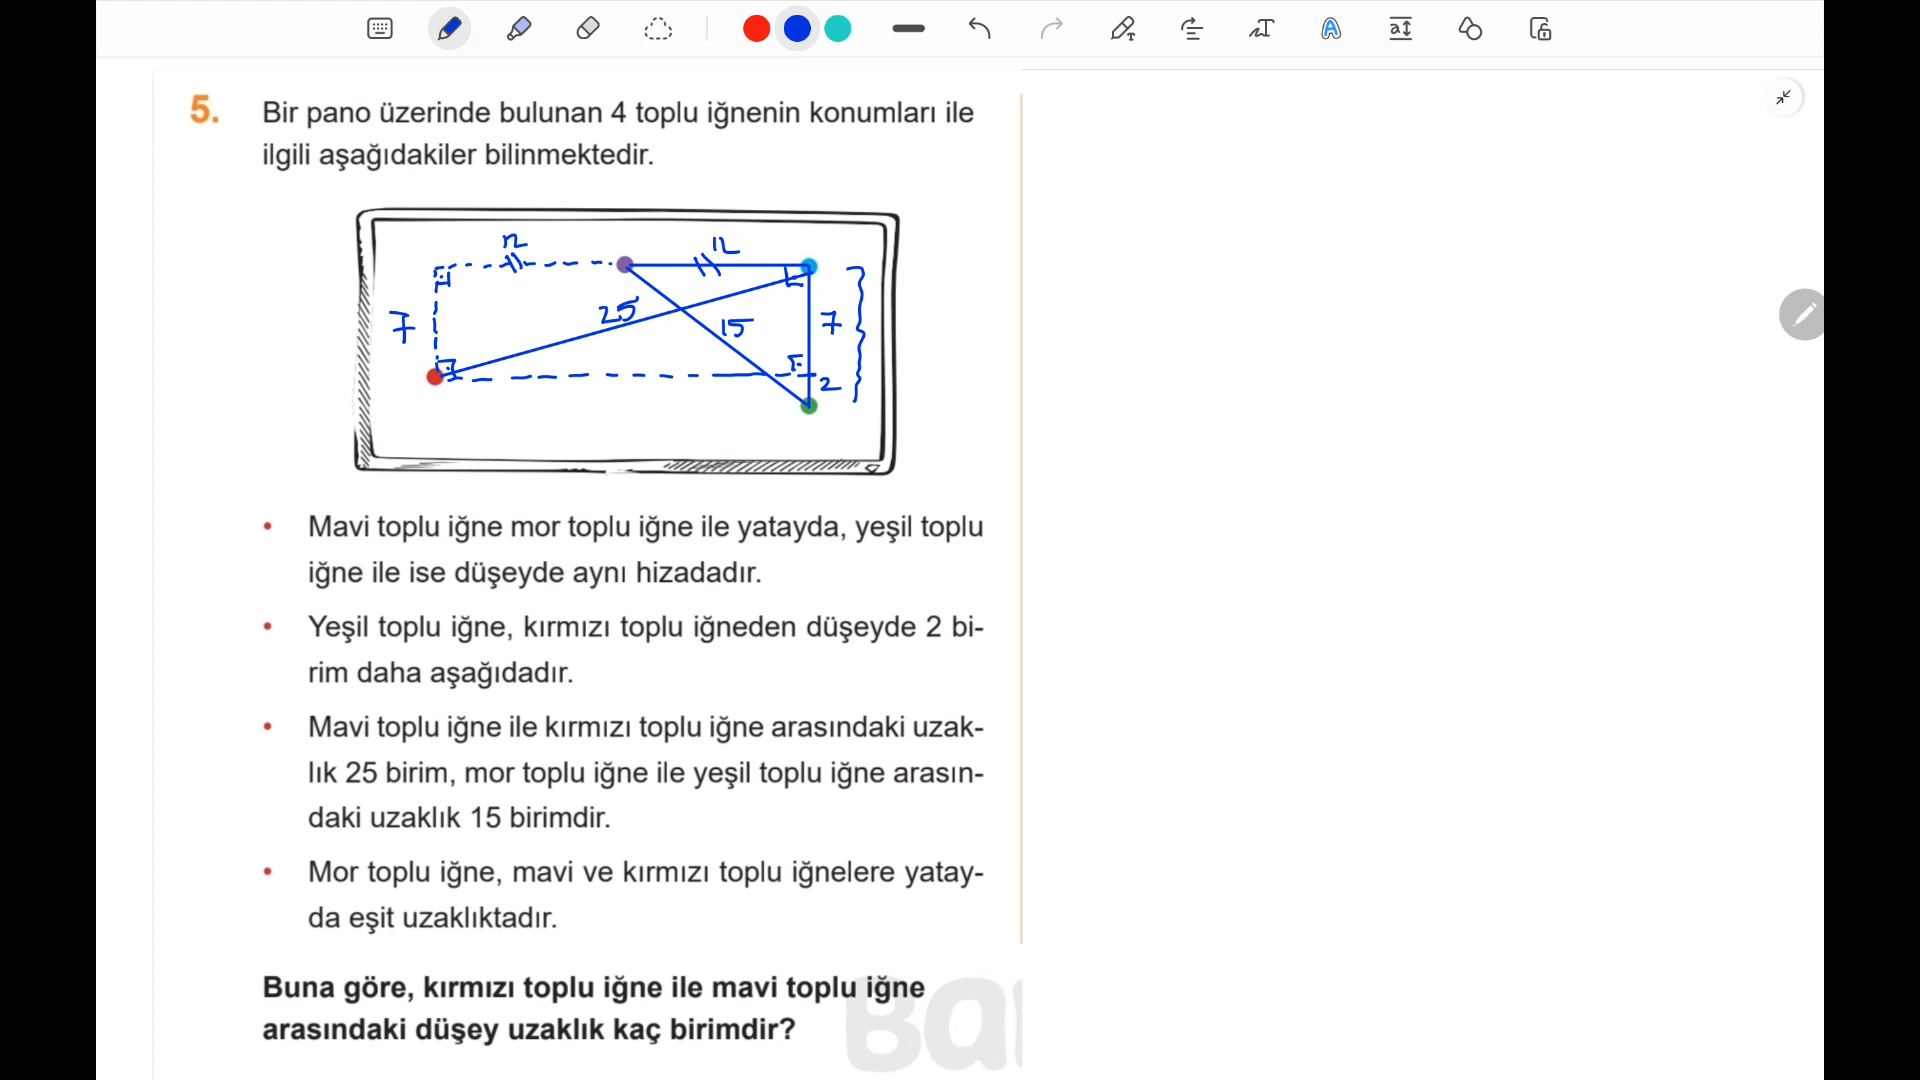 5.
Bir pano üzerinde bulunan 4 toplu iğnenin konumları ile
ilgili aşağıdakiler bilinmektedir.
12
12
7
25
15
7
2
• Mavi toplu iğne mor toplu iğne ile yatayda, yeşil toplu
iğne ile ise düşeyde aynı hizadadır.
• Yeşil toplu iğne, kırmızı toplu iğneden düşeyde 2 bi-
rim daha aşağıdadır.
• Mavi toplu iğne ile kırmızı toplu iğne arasındaki uzak-
lık 25 birim, mor toplu iğne ile yeşil toplu iğne arasın-
daki uzaklık 15 birimdir.
• Mor toplu iğne, mavi ve kırmızı toplu iğnelere yatay-
da eşit uzaklıktadır.
Buna göre, kırmızı toplu iğne ile mavi toplu iğne
arasındaki düşey uzaklık kaç birimdir?